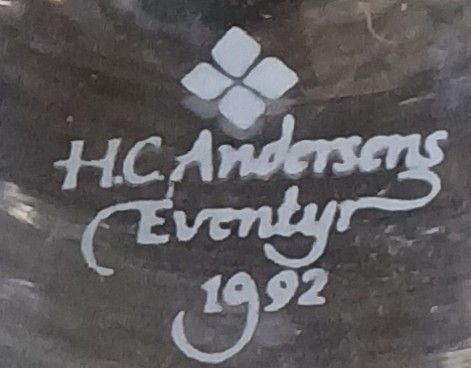 H.C. Andersens
Eventyr
1992